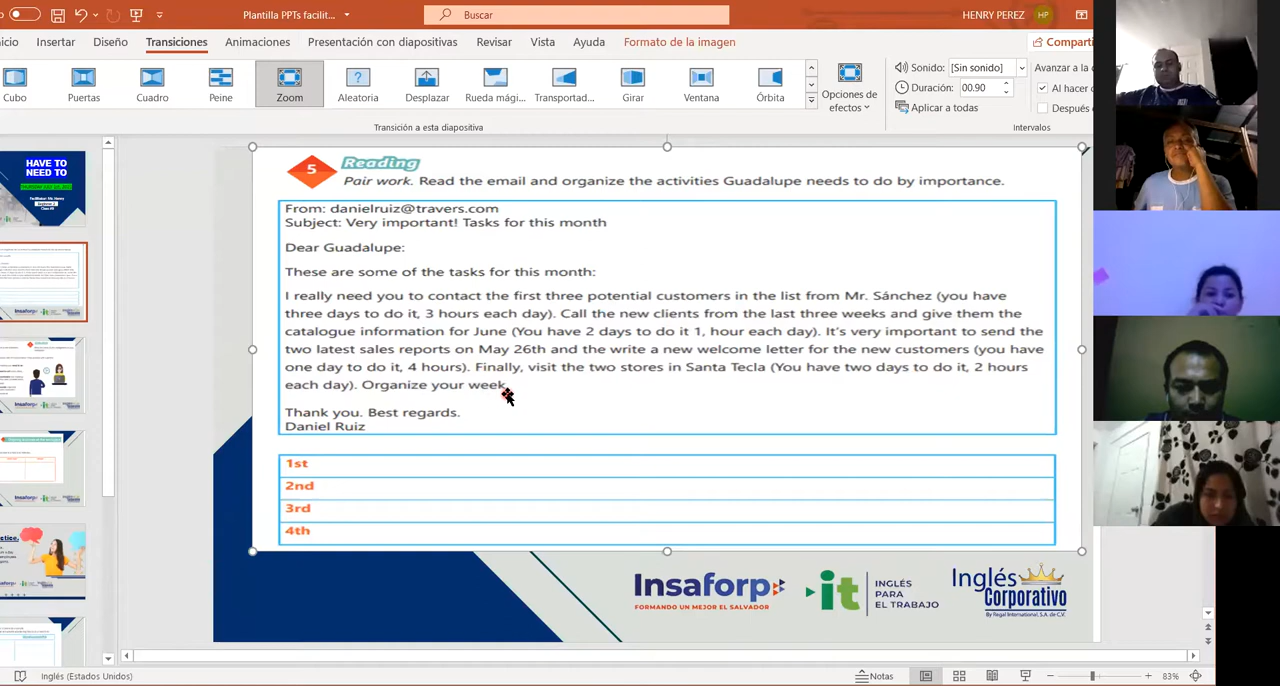 Plantilla PPTs facilit...
Buscar
HENRY PEREZ
HP
icio
Insertar
Diseño
Transiciones
Animaciones
Presentación con diapositivas
Revisar
Vista
Ayuda
Formato de la imagen
Comparti
Cubo
Puertas
Cuadro
Peine
Zoom
Aleatoria
Desplazar
Rueda mági...
Transportad...
Girar
Ventana
Órbita
Opciones de
efectos
Sonido: [Sin sonido]
Duración: 00.90
Aplicar a todas
Avanzar a la
Al hacer
Después
Transición a esta diapositiva
Intervalos
HAVE TO
NEED TO
5
Reading
Pair work. Read the email and organize the activities Guadalupe needs to do by importance.
From: danielruiz@travers.com
Subject: Very important! Tasks for this month
Dear Guadalupe:
These are some of the tasks for this month:
I really need you to contact the first three potential customers in the list from Mr. Sánchez (you have
three days to do it, 3 hours each day). Call the new clients from the last three weeks and give them the
catalogue information for June (You have 2 days to do it 1, hour each day). It's very important to send the
two latest sales reports on May 26th and the write a new welcome letter for the new customers (you have
one day to do it, 4 hours). Finally, visit the two stores in Santa Tecla (You have two days to do it, 2 hours
each day). Organize your week.
Thank you. Best regards.
Daniel Ruiz
1st
2nd
3rd
4th
Insaforp
FORMANDO UN MEJOR EL SALVADOR
it
INGLÉS
PARA
EL TRABAJO
Inglés
Corporativo
By Regal International, S.A. de C.V.
Inglés (Estados Unidos)
Notas
83%